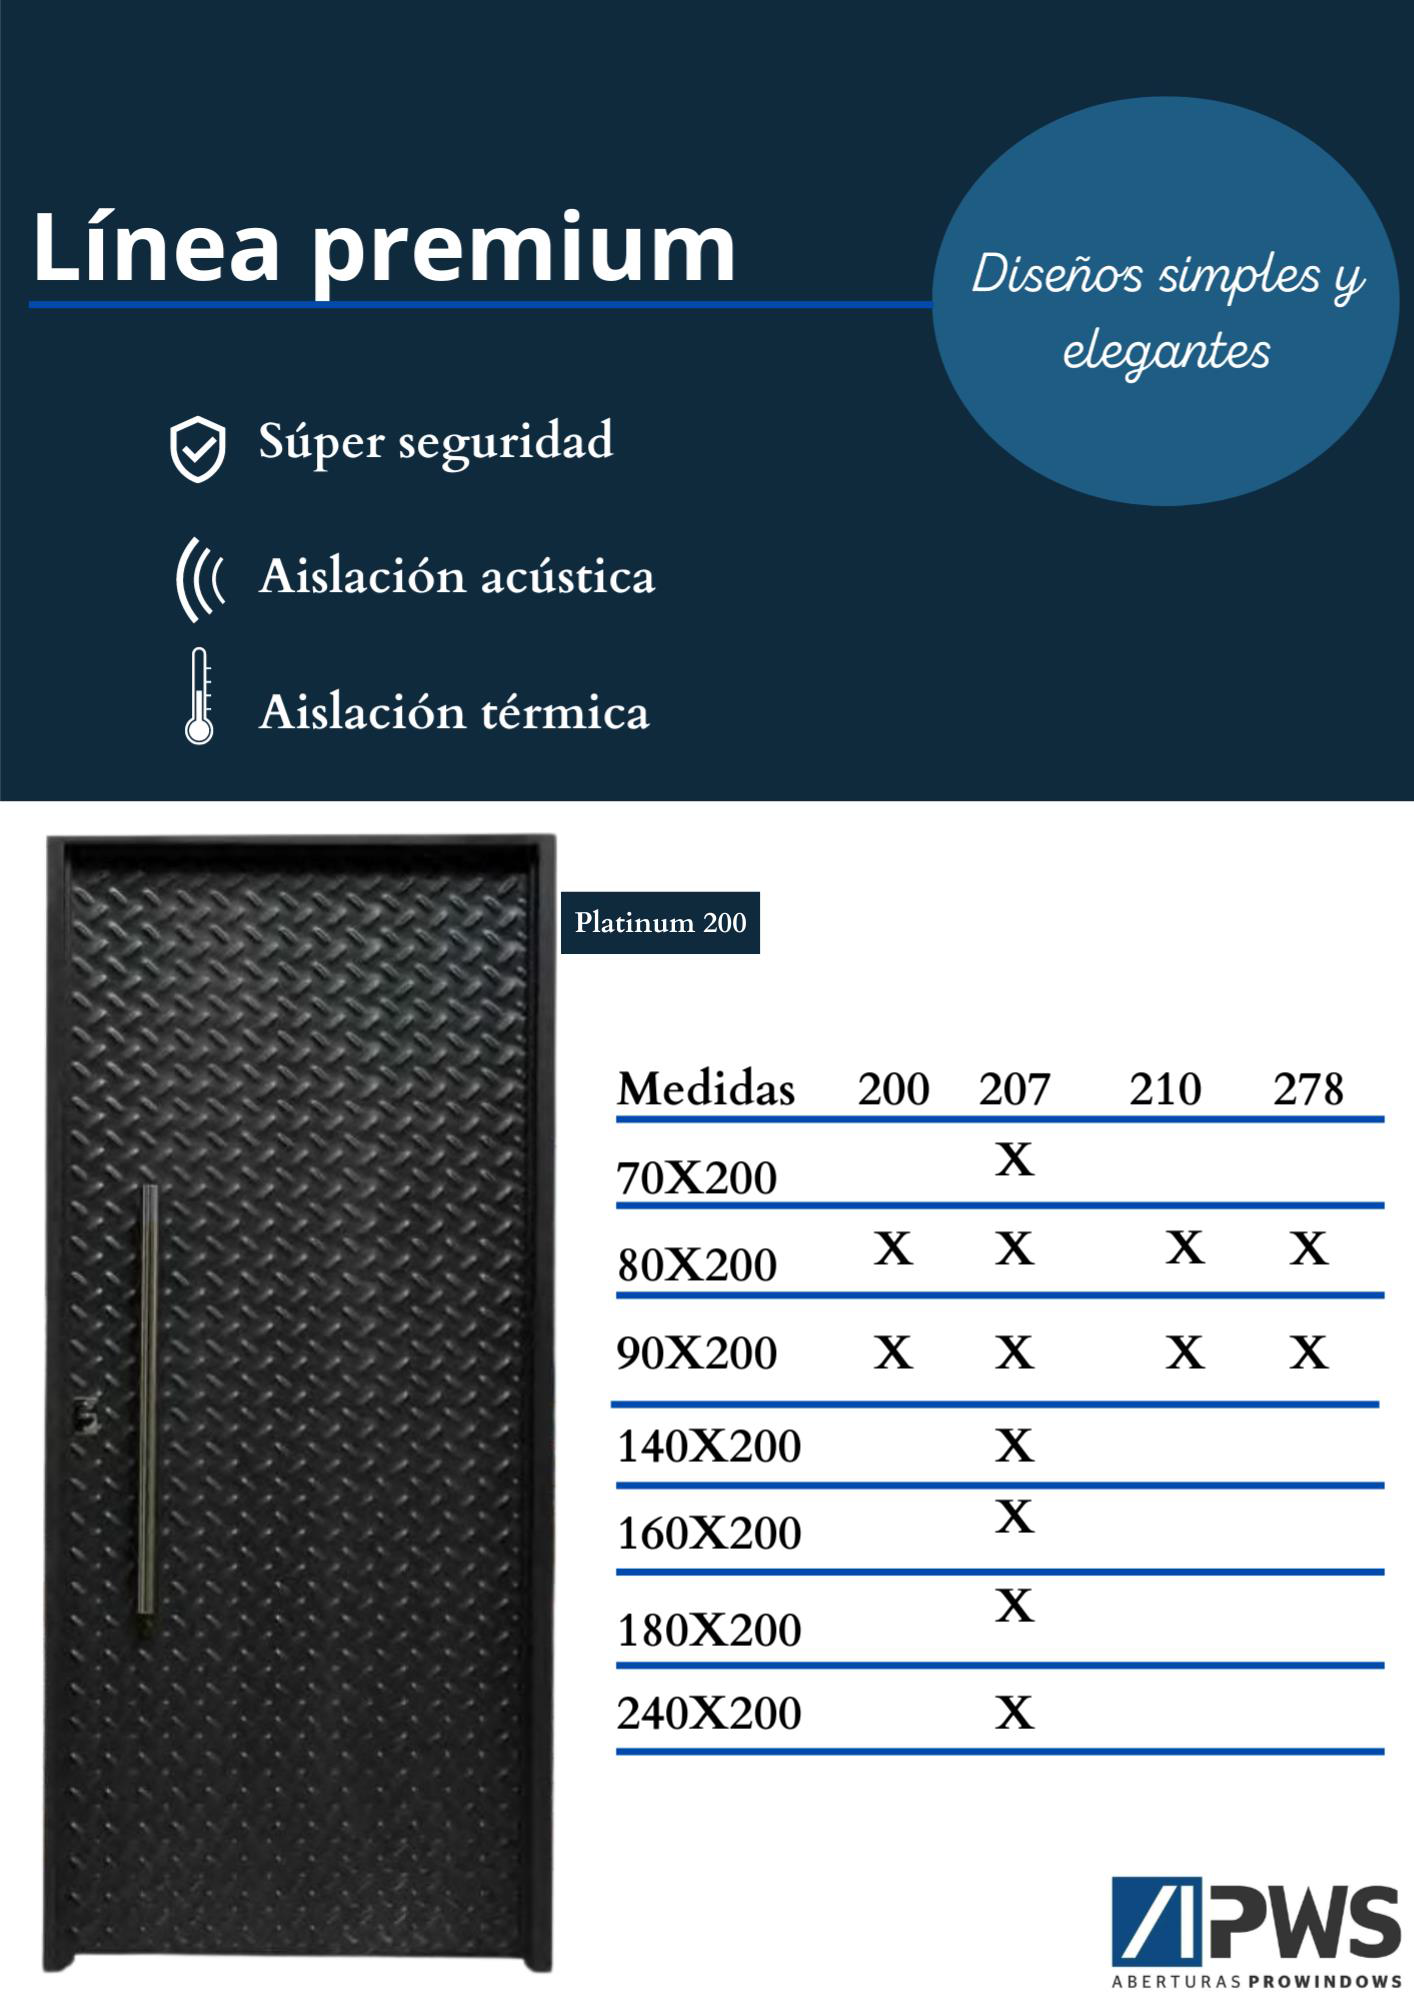 Línea premium
Diseños simples y
elegantes
Súper seguridad
Aislación acústica
Aislación térmica
Platinum 200
Medidas 200 207 210 278
70X200 X
80X200 X X X X
90X200 X X X X
140X200 X
160X200 X
180X200 X
240X200 X
PWS
ABERTURAS PROWINDOWS